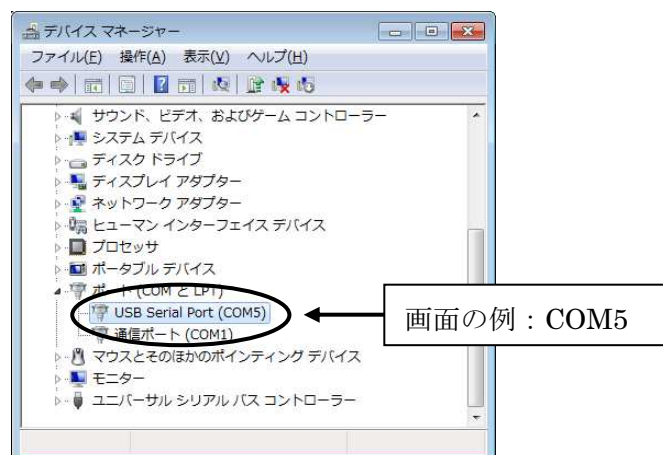 デバイス マネージャー
ファイル(F) 操作(A) 表示(V) ヘルプ(H)
サウンド、ビデオ、およびゲーム コントローラー
システム デバイス
ディスク ドライブ
ディスプレイ アダプター
ネットワーク アダプター
ヒューマン インターフェイス デバイス
プロセッサ
ポータブル デバイス
ポート (COM と LPT)
USB Serial Port (COM5)
通信ポート (COM1)
マウスとそのほかのポインティング デバイス
モニター
ユニバーサル シリアル バス コントローラー
画面の例：COM5